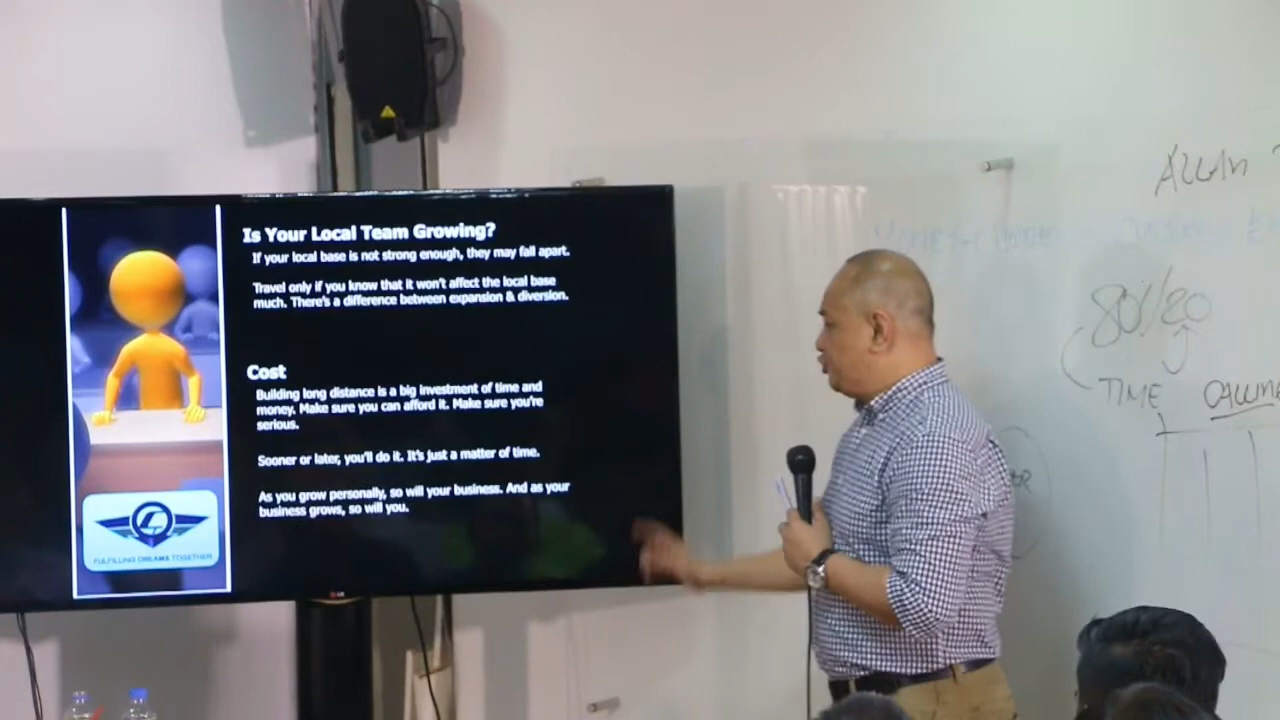 Is Your Local Team Growing?
If your local base is not strong enough, they may fall apart.
Travel only if you know that it won't affect the local base
much. There's a difference between expansion & diversion.
Cost
Building long distance is a big investment of time and
money. Make sure you can afford it. Make sure you're
serious.
Sooner or later, you'll do it. It's just a matter of time.
As you grow personally, so will your business. And as your
business grows, so will you.
FULFILLING DREAMS TOGETHER
LG
ALLAN
80/20
TIME